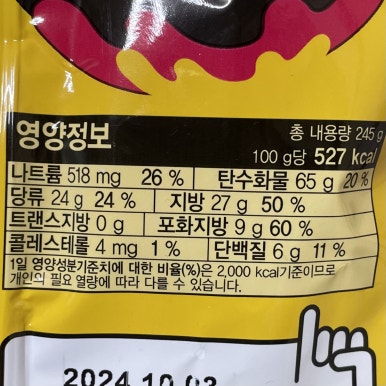 영양정보
총 내용량 245 g
100 g당 527 kcal
나트륨 518 mg 26 % 탄수화물 65 g 20 %
당류 24 g 24 % 지방 27 g 50 %
트랜스지방 0 g 포화지방 9 g 60 %
콜레스테롤 4 mg 1 % 단백질 6 g 11 %
1일 영양성분기준치에 대한 비율(%)은 2,000 kcal기준이므로
개인의 필요 열량에 따라 다를 수 있습니다.
2024.10.03